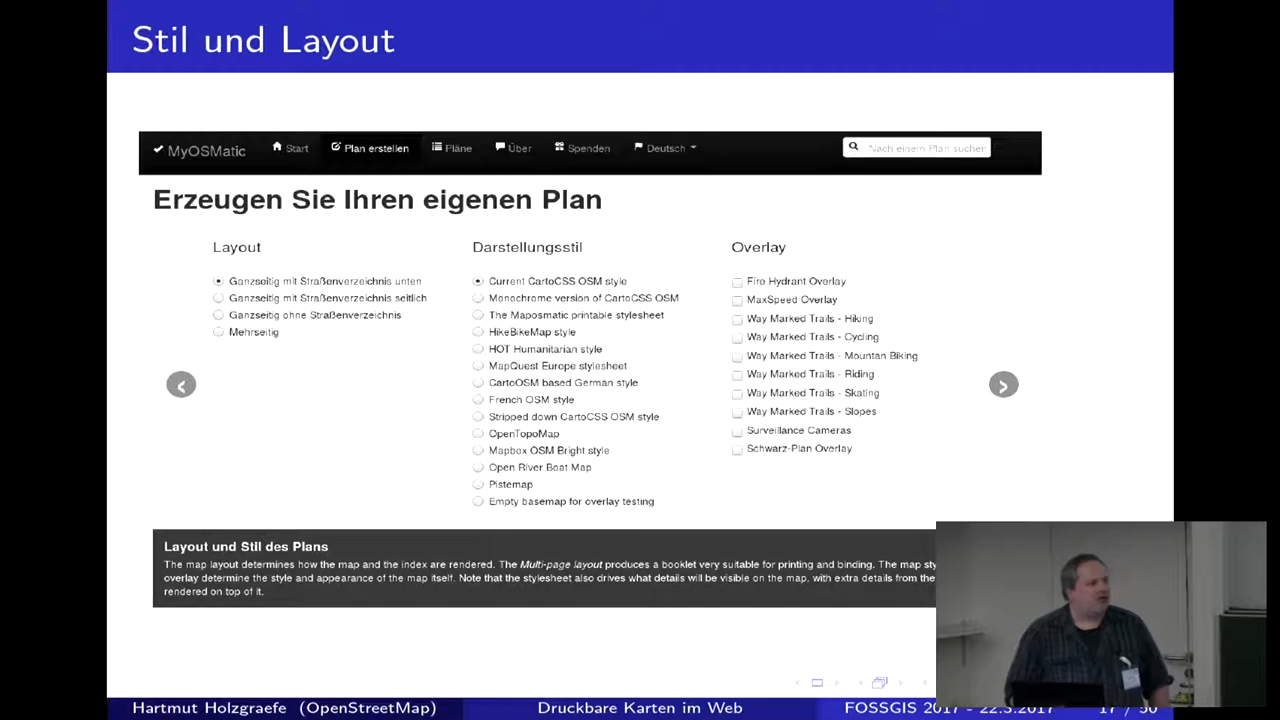 Stil und Layout
MyOSMatic Start Plan erstellen Pläne Über Spenden Deutsch Nach einem Plan suchen
Erzeugen Sie Ihren eigenen Plan
Layout
Ganzseitig mit Straßenverzeichnis unten
Ganzseitig mit Straßenverzeichnis seitlich
Ganzseitig ohne Straßenverzeichnis
Mehrseitig
Darstellungsstil
Current CartoCSS OSM style
Monochrome version of CartoCSS OSM
The Maposmatic printable stylesheet
HikeBikeMap style
HOT Humanitarian style
MapQuest Europe stylesheet
CartoOSM based German style
French OSM style
Stripped down CartoCSS OSM style
OpenTopoMap
Mapbox OSM Bright style
Open River Boat Map
Pistemap
Empty basemap for overlay testing
Overlay
Fire Hydrant Overlay
MaxSpeed Overlay
Way Marked Trails - Hiking
Way Marked Trails - Cycling
Way Marked Trails - Mountan Biking
Way Marked Trails - Riding
Way Marked Trails - Skating
Way Marked Trails - Slopes
Surveillance Cameras
Schwarz-Plan Overlay
Layout und Stil des Plans
The map layout determines how the map and the index are rendered. The Multi-page layout produces a booklet very suitable for printing and binding. The map sty
overlay determine the style and appearance of the map itself. Note that the stylesheet also drives what details will be visible on the map, with extra details from the
rendered on top of it.
Hartmut Holzgraefe (OpenStreetMap) Druckbare Karten im Web FOSSGIS 2017 - 22.3.2017 17 / 50